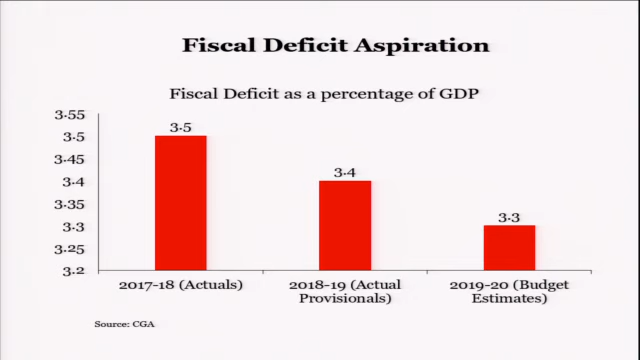 Fiscal Deficit Aspiration
Fiscal Deficit as a percentage of GDP
3.55
3.5
3.45
3.4
3.35
3.3
3.25
3.2
3.5
3.4
3.3
2017-18 (Actuals)
2018-19 (Actual
Provisionals)
2019-20 (Budget
Estimates)
Source: CGA